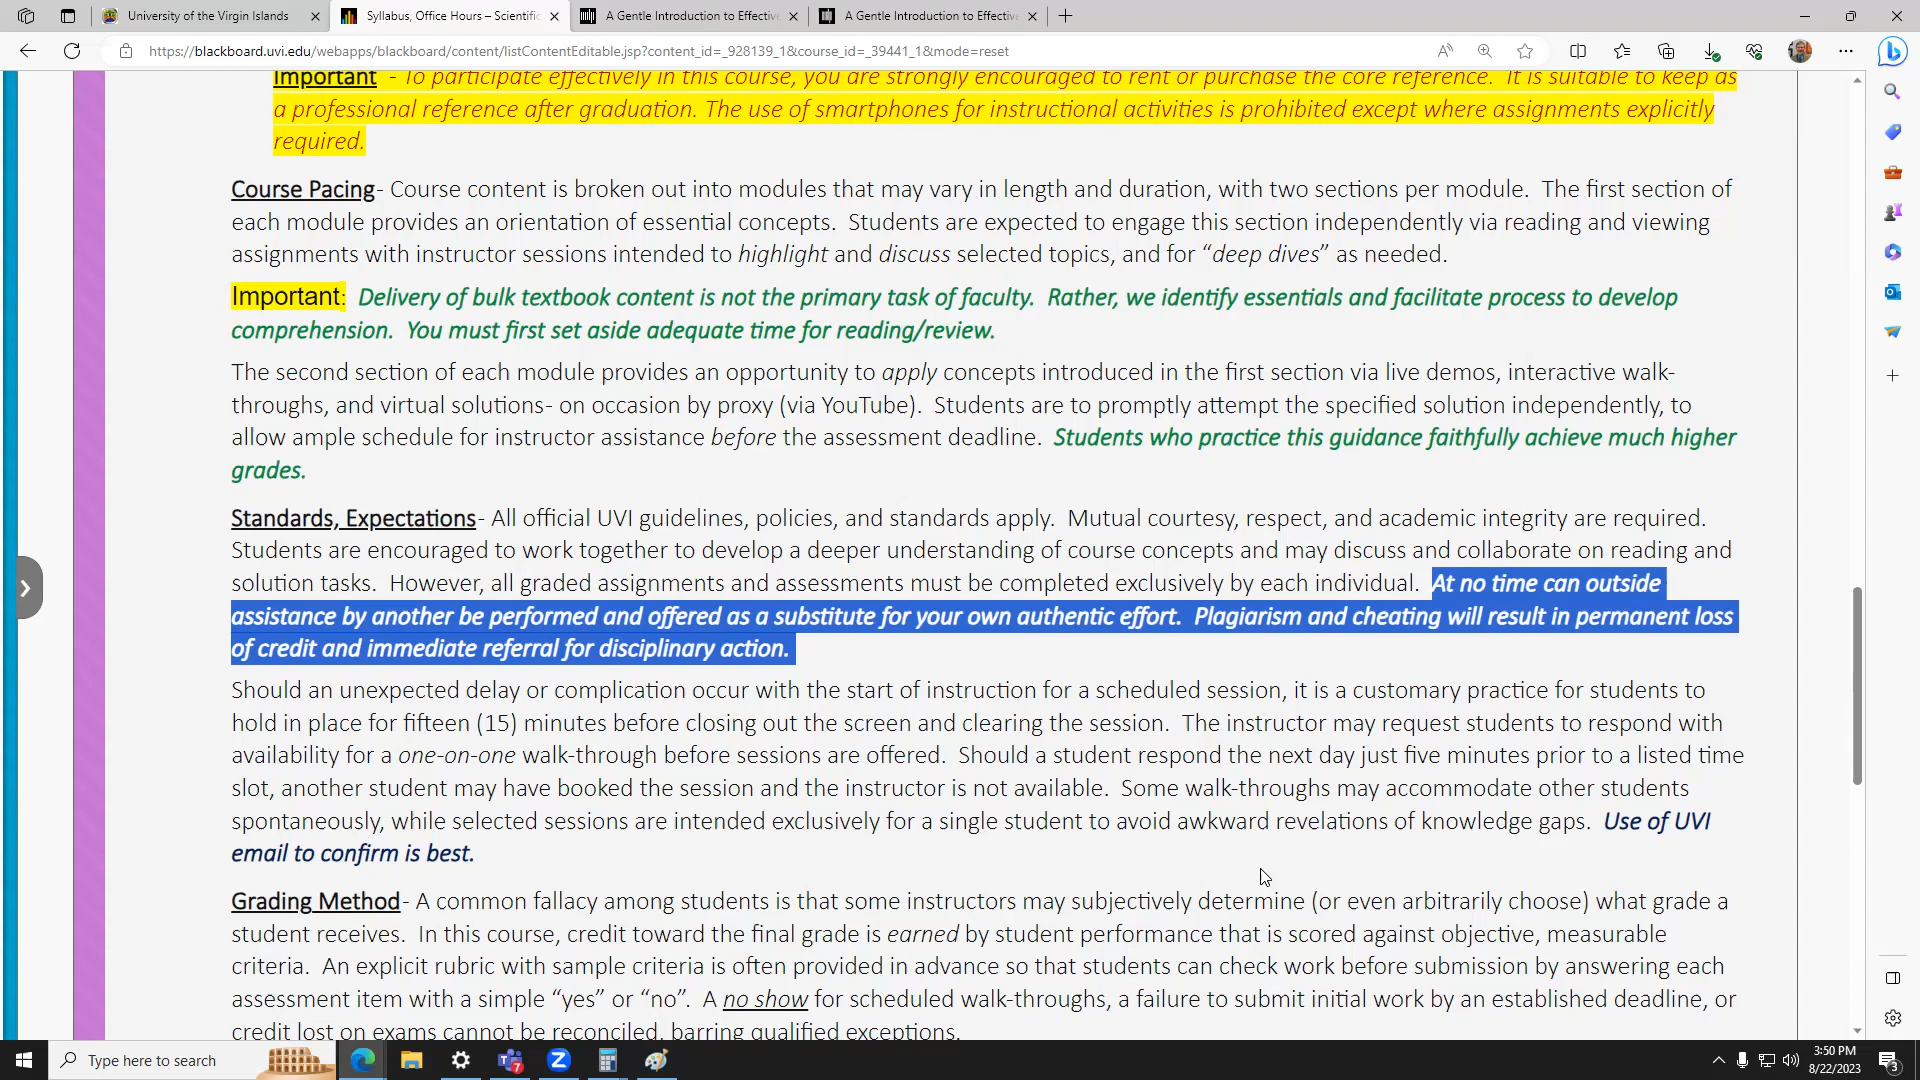 University of the Virgin Islands
Syllabus, Office Hours – Scientific
A Gentle Introduction to Effective
A Gentle Introduction to Effective
https://blackboard.uvi.edu/webapps/blackboard/content/listContentEditable.jsp?content_id=_928139_1&course_id=_39441_1&mode=reset
Important - To participate effectively in this course, you are strongly encouraged to rent or purchase the core reference. It is suitable to keep as
a professional reference after graduation. The use of smartphones for instructional activities is prohibited except where assignments explicitly
required.
Course Pacing- Course content is broken out into modules that may vary in length and duration, with two sections per module. The first section of
each module provides an orientation of essential concepts. Students are expected to engage this section independently via reading and viewing
assignments with instructor sessions intended to highlight and discuss selected topics, and for “deep dives” as needed.
Important: Delivery of bulk textbook content is not the primary task of faculty. Rather, we identify essentials and facilitate process to develop
comprehension. You must first set aside adequate time for reading/review.
The second section of each module provides an opportunity to apply concepts introduced in the first section via live demos, interactive walk-
throughs, and virtual solutions- on occasion by proxy (via YouTube). Students are to promptly attempt the specified solution independently, to
allow ample schedule for instructor assistance before the assessment deadline. Students who practice this guidance faithfully achieve much higher
grades.
Standards, Expectations- All official UVI guidelines, policies, and standards apply. Mutual courtesy, respect, and academic integrity are required.
Students are encouraged to work together to develop a deeper understanding of course concepts and may discuss and collaborate on reading and
solution tasks. However, all graded assignments and assessments must be completed exclusively by each individual. At no time can outside
assistance by another be performed and offered as a substitute for your own authentic effort. Plagiarism and cheating will result in permanent loss
of credit and immediate referral for disciplinary action.
Should an unexpected delay or complication occur with the start of instruction for a scheduled session, it is a customary practice for students to
hold in place for fifteen (15) minutes before closing out the screen and clearing the session. The instructor may request students to respond with
availability for a one-on-one walk-through before sessions are offered. Should a student respond the next day just five minutes prior to a listed time
slot, another student may have booked the session and the instructor is not available. Some walk-throughs may accommodate other students
spontaneously, while selected sessions are intended exclusively for a single student to avoid awkward revelations of knowledge gaps. Use of UVI
email to confirm is best.
Grading Method- A common fallacy among students is that some instructors may subjectively determine (or even arbitrarily choose) what grade a
student receives. In this course, credit toward the final grade is earned by student performance that is scored against objective, measurable
criteria. An explicit rubric with sample criteria is often provided in advance so that students can check work before submission by answering each
assessment item with a simple “yes” or “no”. A no show for scheduled walk-throughs, a failure to submit initial work by an established deadline, or
credit lost on exams cannot be reconciled, barring qualified exceptions.
Type here to search
7
3:50 PM
8/22/2023
3